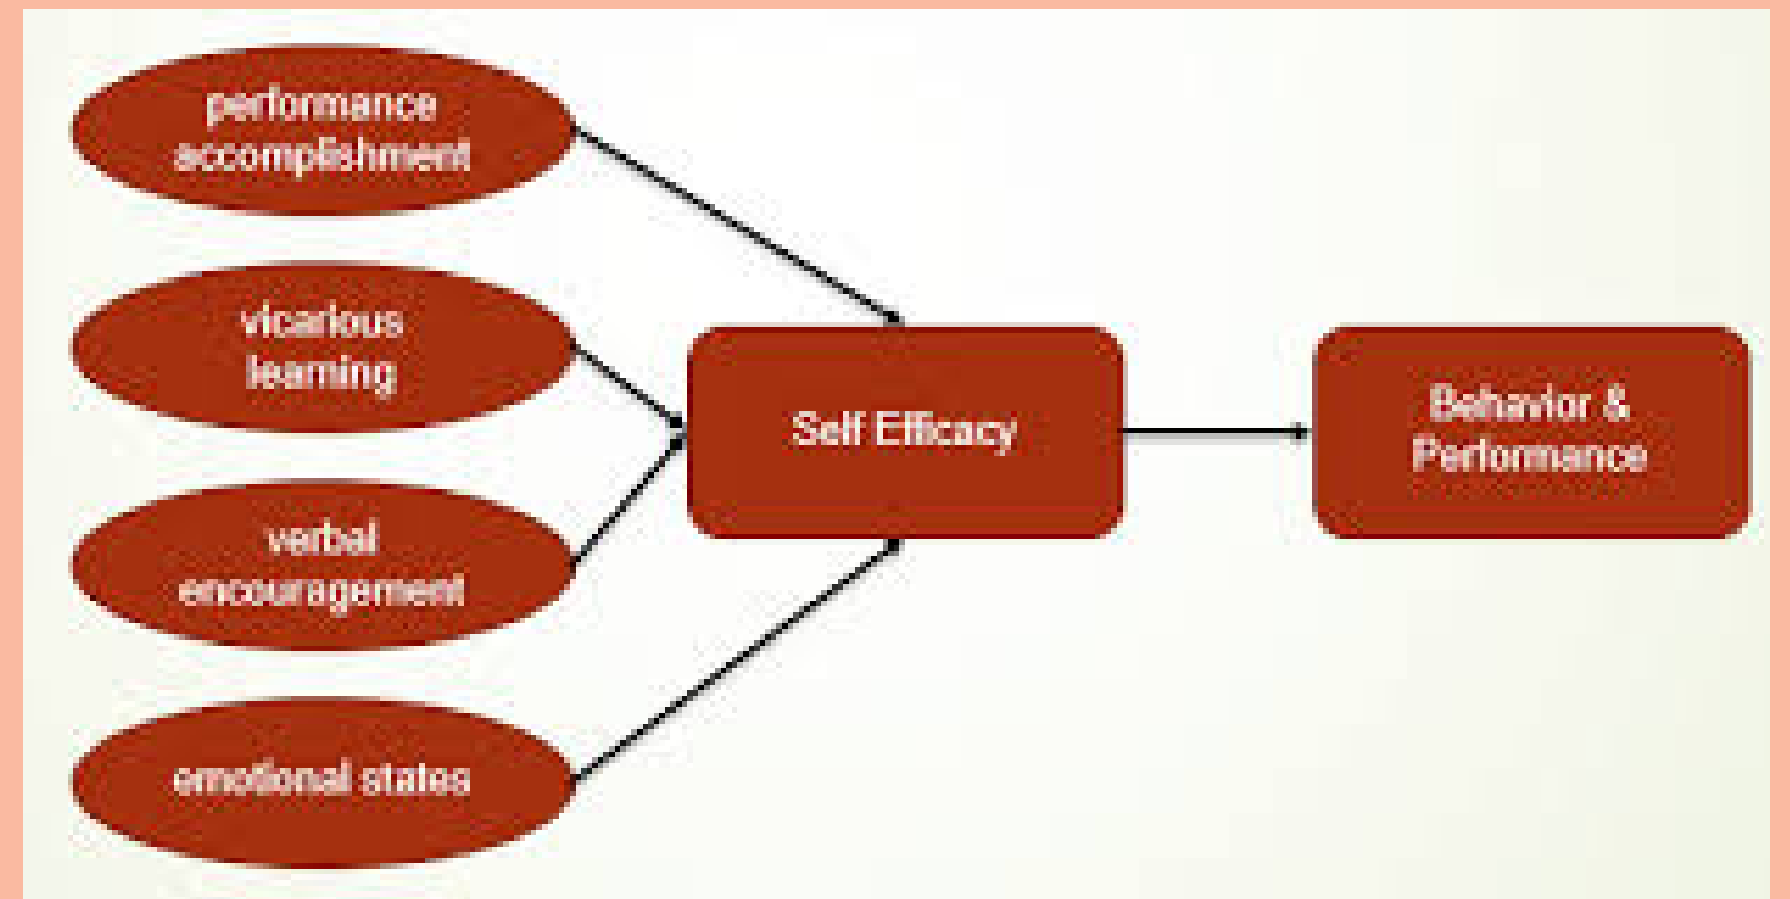 performance
accomplishment
vicarious
learning
verbal
encouragement
emotional states
Self Efficacy
Behavior &
Performance